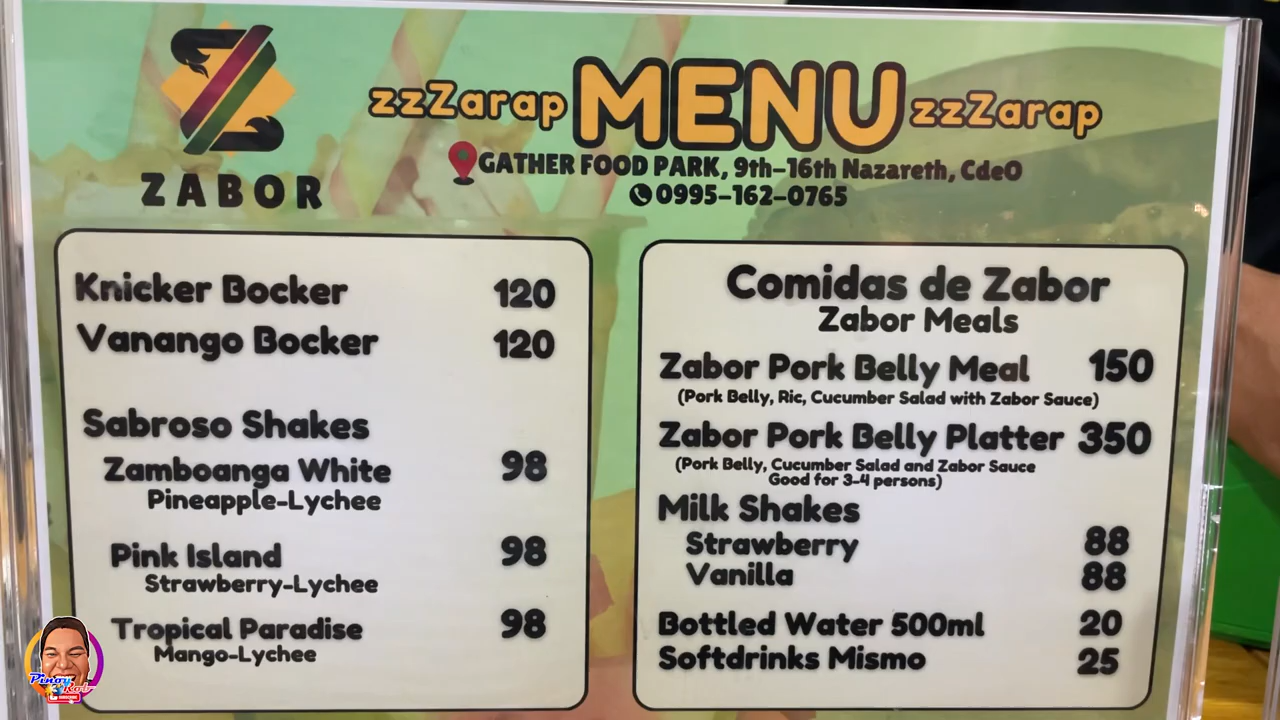 ZABOR
zzZarap MENU zzZarap
GATHER FOOD PARK, 9th-16th Nazareth, CdeO
0995-162-0765
Knicker Bocker 120
Vanango Bocker 120
Sabroso Shakes
Zamboanga White 98
Pineapple-Lychee
Pink Island 98
Strawberry-Lychee
Tropical Paradise 98
Mango-Lychee
Comidas de Zabor
Zabor Meals
Zabor Pork Belly Meal 150
(Pork Belly, Ric, Cucumber Salad with Zabor Sauce)
Zabor Pork Belly Platter 350
(Pork Belly, Cucumber Salad and Zabor Sauce
Good for 3-4 persons)
Milk Shakes
Strawberry 88
Vanilla 88
Bottled Water 500ml 20
Softdrinks Mismo 25
Pinoy
Rob